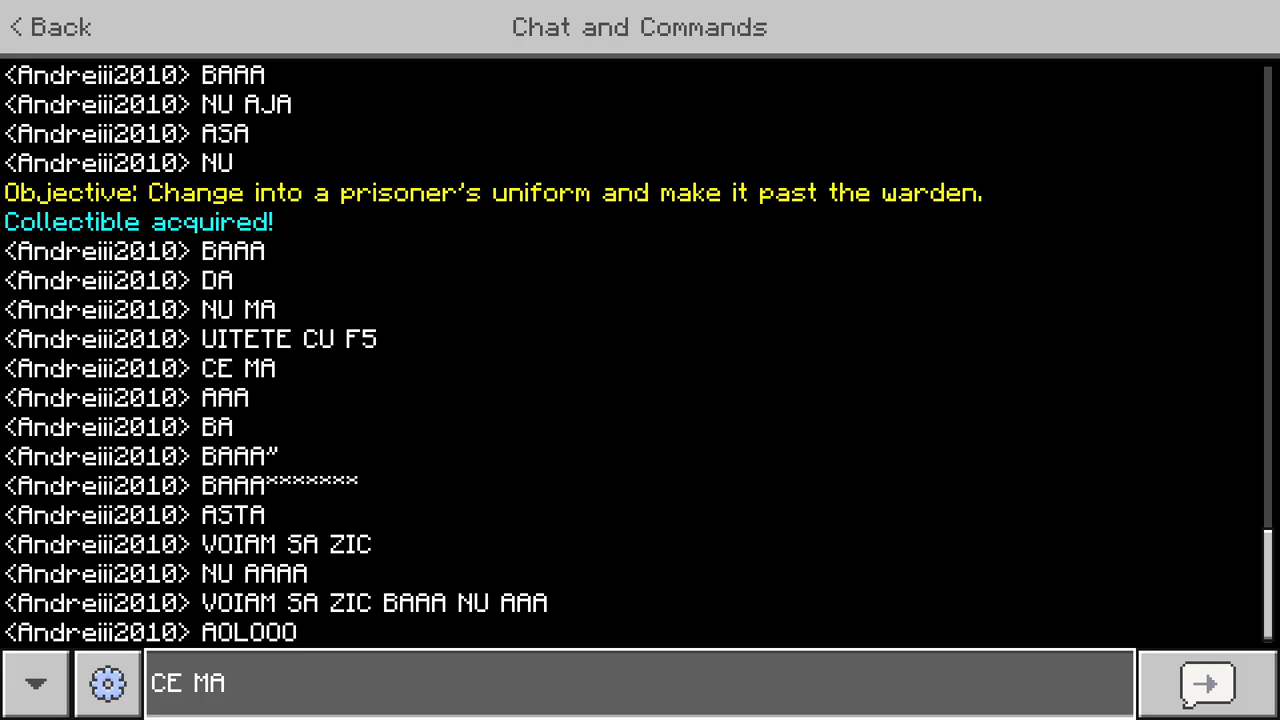 < Back
Chat and Commands
<Andreiii2010> BAAA
<Andreiii2010> NU AJA
<Andreiii2010> ASA
<Andreiii2010> NU
Objective: Change into a prisoner's uniform and make it past the warden.
Collectible acquired!
<Andreiii2010> BAAA
<Andreiii2010> DA
<Andreiii2010> NU MA
<Andreiii2010> UITETE CU F5
<Andreiii2010> CE MA
<Andreiii2010> AAA
<Andreiii2010> BA
<Andreiii2010> BAAA"
<Andreiii2010> BAAA*******
<Andreiii2010> ASTA
<Andreiii2010> VOIAM SA ZIC
<Andreiii2010> NU AAAA
<Andreiii2010> VOIAM SA ZIC BAAA NU AAA
<Andreiii2010> AOLOOO
CE MA